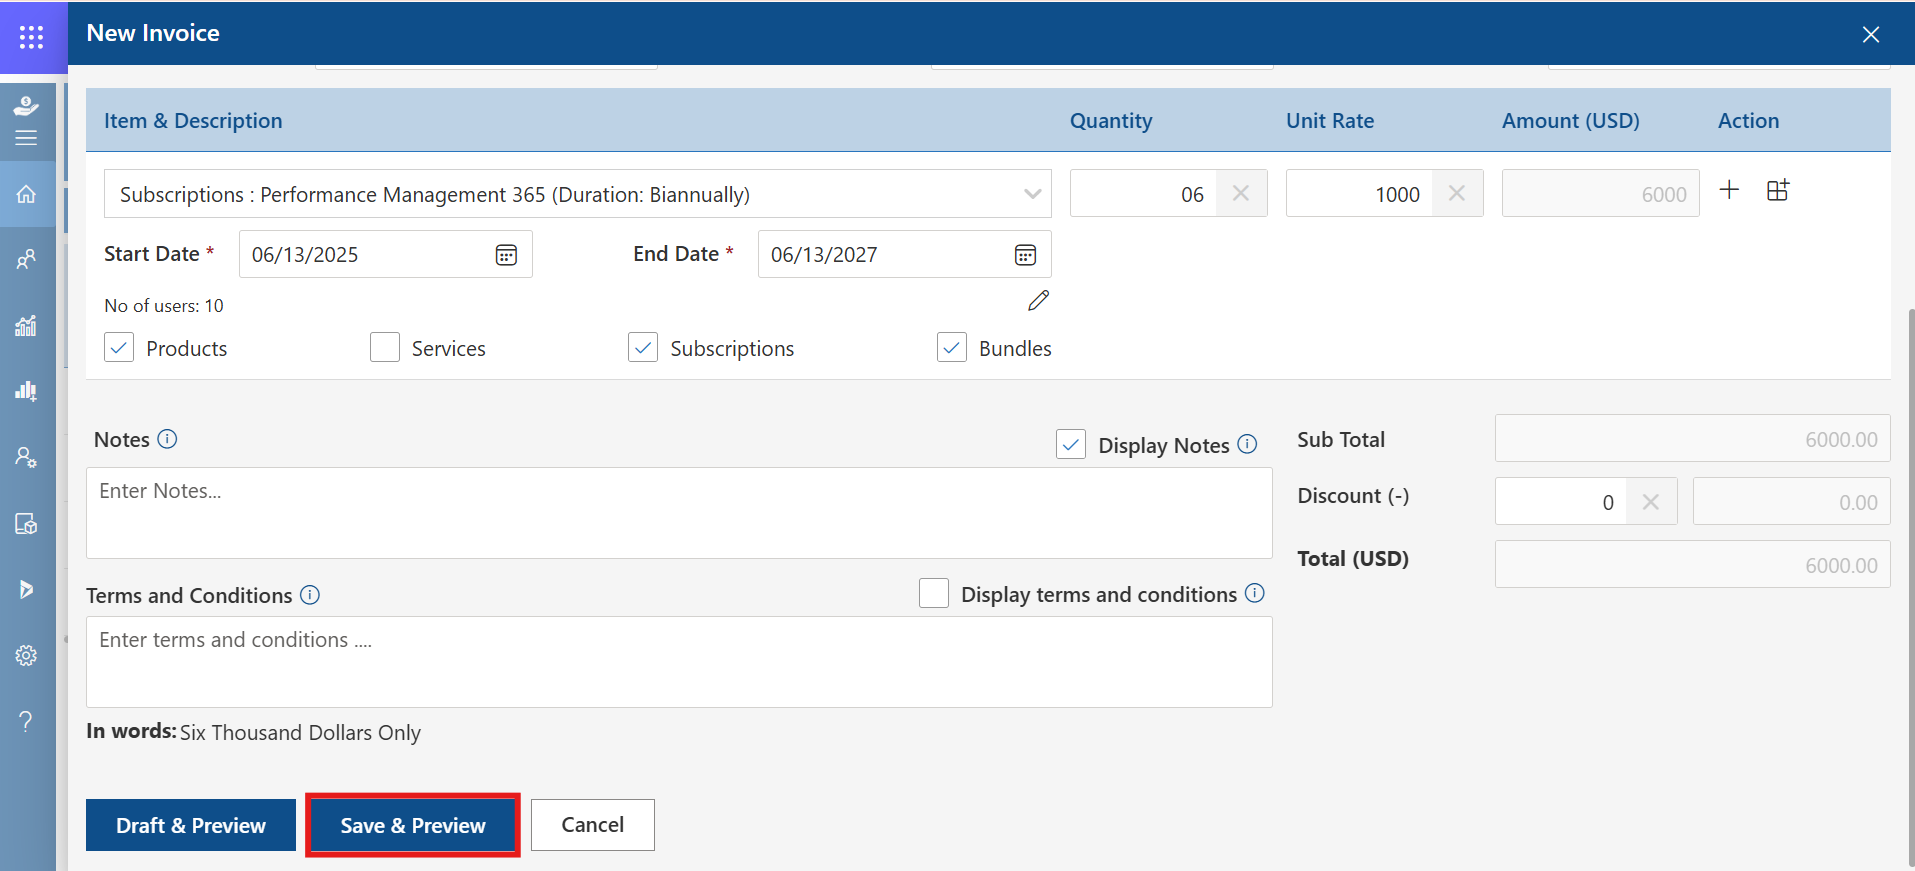 New Invoice
Item & Description Quantity Unit Rate Amount (USD) Action
Subscriptions : Performance Management 365 (Duration: Biannually) 06 1000 6000
Start Date * 06/13/2025 End Date * 06/13/2027
No of users: 10
Products Services Subscriptions Bundles
Notes Display Notes Sub Total 6000.00
Enter Notes...
Discount (-) 0 0.00
Total (USD) 6000.00
Terms and Conditions Display terms and conditions
Enter terms and conditions ....
In words: Six Thousand Dollars Only
Draft & Preview Save & Preview Cancel